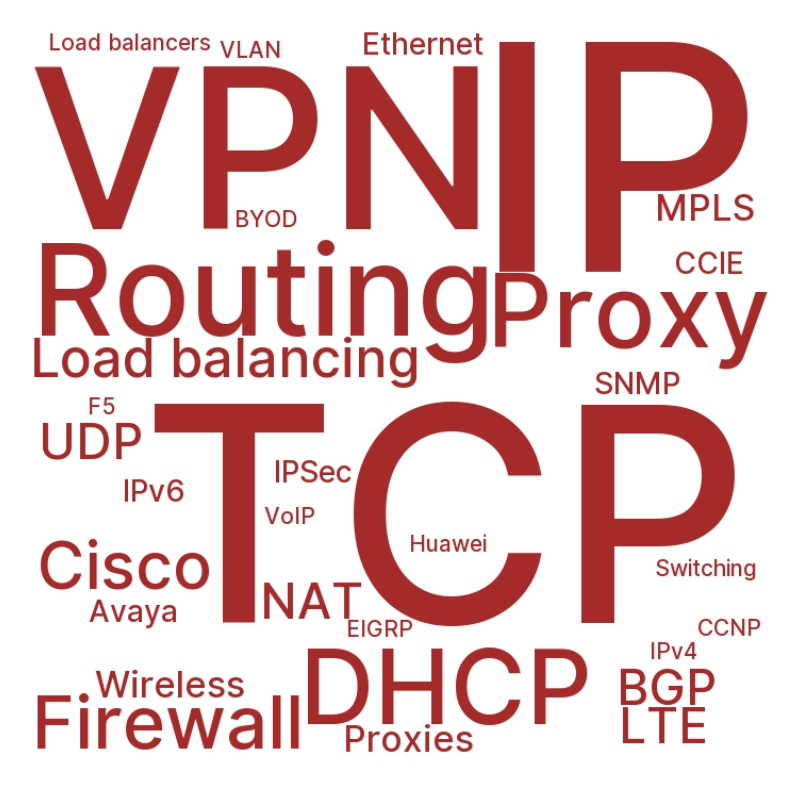 Load balancers
VLAN
Ethernet
VPN
IP
BYOD
MPLS
Routing
CCIE
Proxy
Load balancing
SNMP
F5
UDP
TCP
IPSec
IPv6
VoIP
Huawei
Cisco
Switching
Avaya
NAT
EIGRP
CCNP
IPv4
DHCP
Wireless
BGP
Firewall
LTE
Proxies